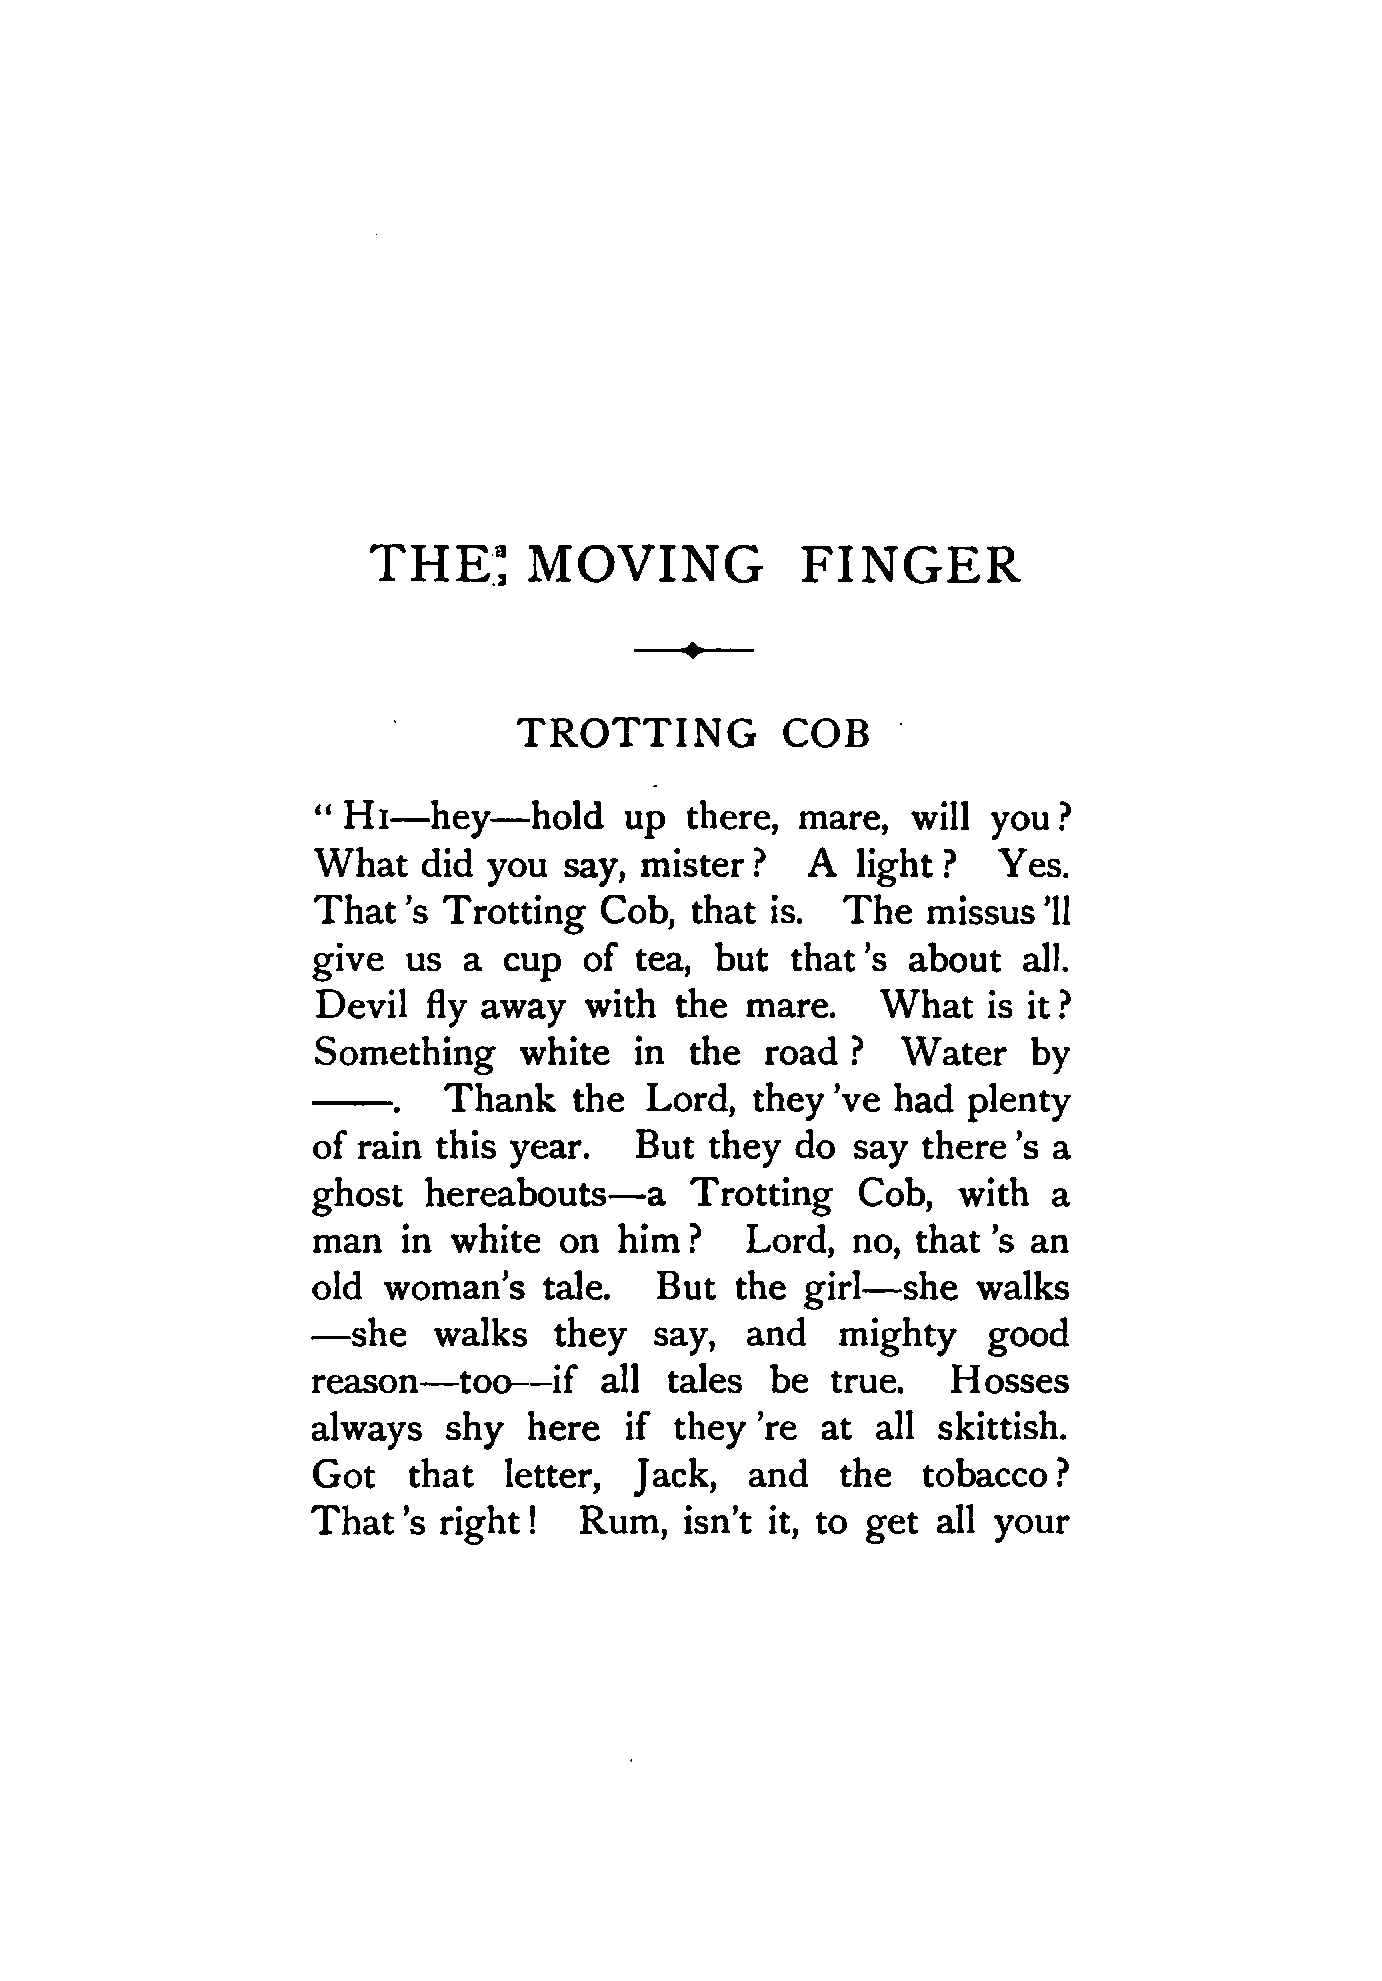 THE MOVING FINGER
TROTTING COB
“ HI—hey—hold up there, mare, will you?
What did you say, mister? A light? Yes.
That 's Trotting Cob, that is. The missus 'll
give us a cup of tea, but that 's about all.
Devil fly away with the mare. What is it?
Something white in the road? Water by
——. Thank the Lord, they 've had plenty
of rain this year. But they do say there 's a
ghost hereabouts—a Trotting Cob, with a
man in white on him? Lord, no, that 's an
old woman's tale. But the girl—she walks
—she walks they say, and mighty good
reason—too—if all tales be true. Hosses
always shy here if they 're at all skittish.
Got that letter, Jack, and the tobacco?
That 's right! Rum, isn't it, to get all your